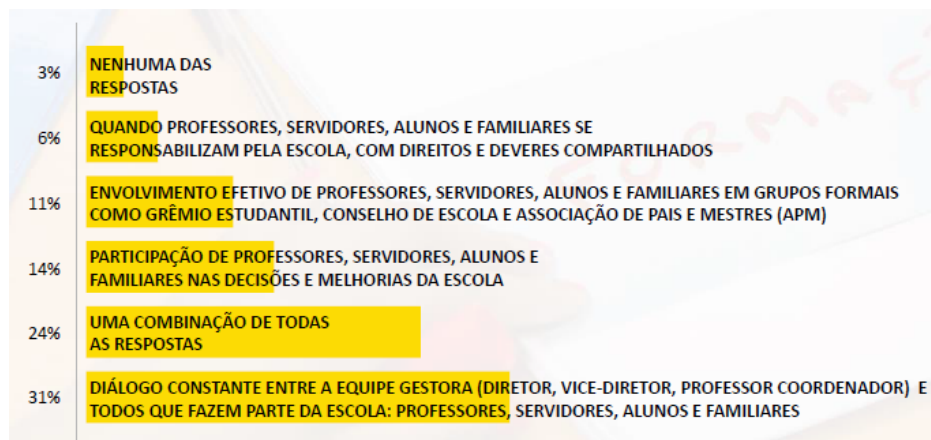 3% NENHUMA DAS
RESPOSTAS
6% QUANDO PROFESSORES, SERVIDORES, ALUNOS E FAMILIARES SE
RESPONSABILIZAM PELA ESCOLA, COM DIREITOS E DEVERES COMPARTILHADOS
11% ENVOLVIMENTO EFETIVO DE PROFESSORES, SERVIDORES, ALUNOS E FAMILIARES EM GRUPOS FORMAIS
COMO GRÊMIO ESTUDANTIL, CONSELHO DE ESCOLA E ASSOCIAÇÃO DE PAIS E MESTRES (APM)
14% PARTICIPAÇÃO DE PROFESSORES, SERVIDORES, ALUNOS E
FAMILIARES NAS DECISÕES E MELHORIAS DA ESCOLA
24% UMA COMBINAÇÃO DE TODAS
AS RESPOSTAS
31% DIÁLOGO CONSTANTE ENTRE A EQUIPE GESTORA (DIRETOR, VICE-DIRETOR, PROFESSOR COORDENADOR) E
TODOS QUE FAZEM PARTE DA ESCOLA: PROFESSORES, SERVIDORES, ALUNOS E FAMILIARES
FORMAÇ